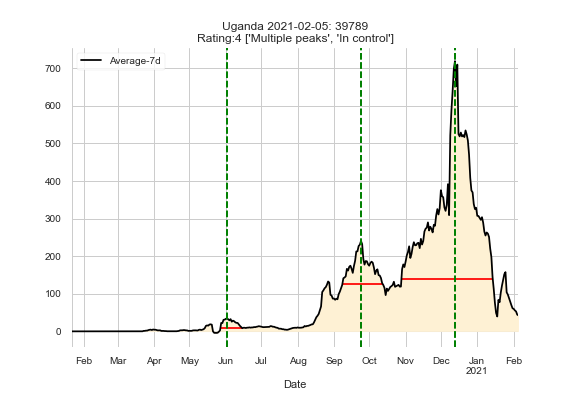 Uganda 2021-02-05: 39789
Rating:4 ['Multiple peaks', 'In control']
Average-7d
700
600
500
400
300
200
100
0
Feb Mar Apr May Jun Jul Aug Sep Oct Nov Dec Jan Feb
2021
Date